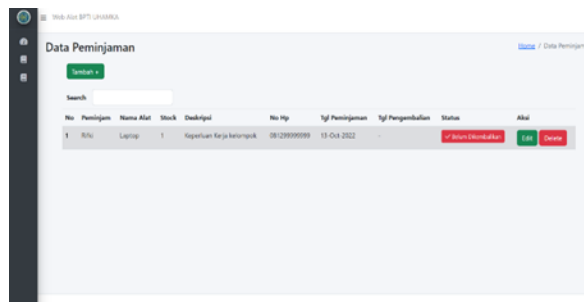 Web Alat BPTI UHAMKA
Data Peminjaman
Home / Data Peminjam
Tambah +
Search
No Peminjam Nama Alat Stock Deskripsi No Hp Tgl Peminjaman Tgl Pengembalian Status Aksi
1 Rifki Laptop 1 Keperluan Kerja kelompok 081299999999 13-Oct-2022 - Belum Dikembalikan Edit Delete